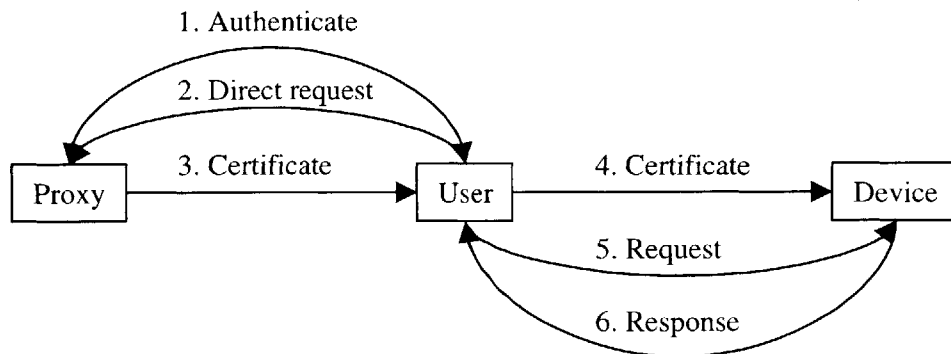 1. Authenticate
2. Direct request
3. Certificate
4. Certificate
Proxy
User
Device
5. Request
6. Response